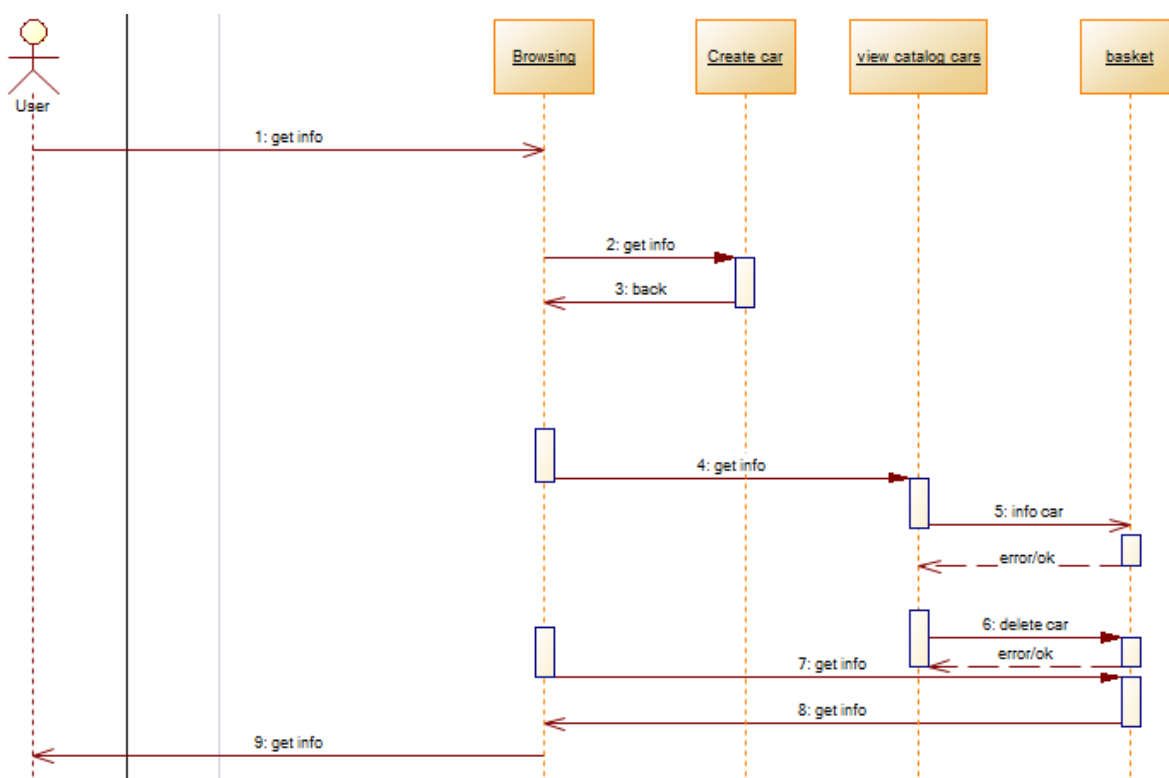 Browsing
Create car
view catalog cars
basket
User
1: get info
2: get info
3: back
4: get info
5: info car
error/ok
6: delete car
error/ok
7: get info
8: get info
9: get info